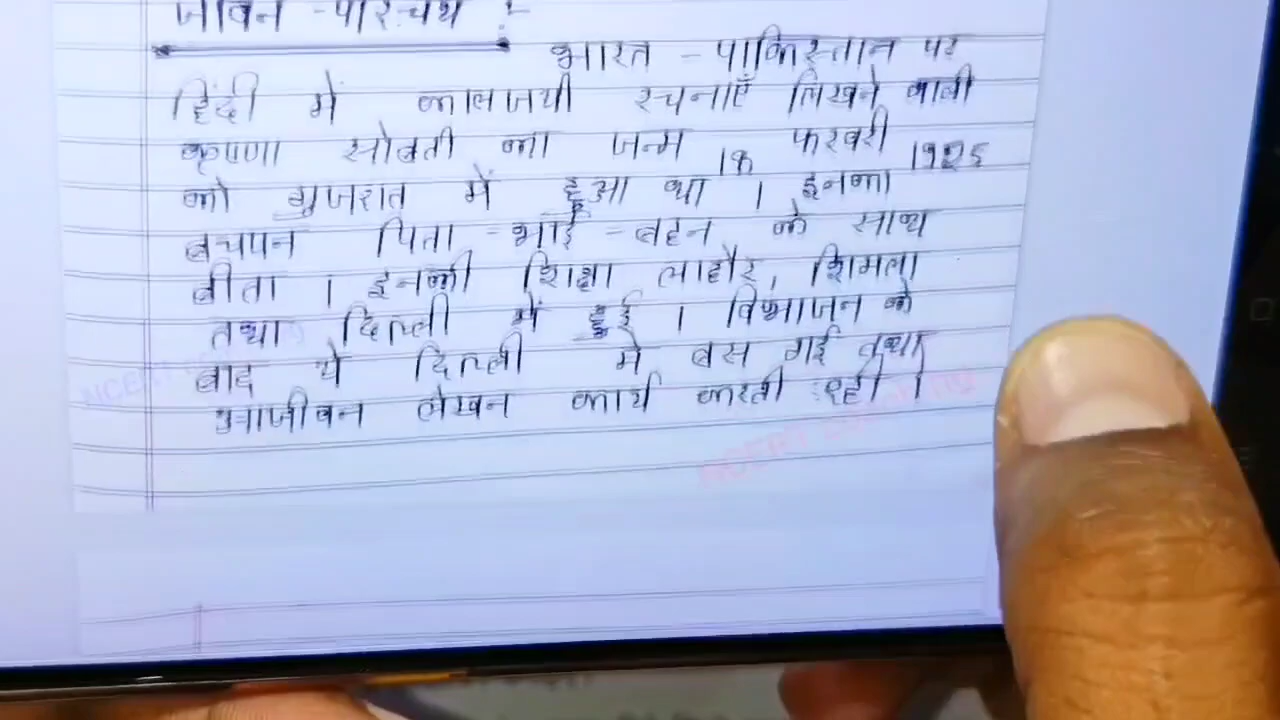 जीवन - परिचय :-
भारत - पाकिस्तान पर
हिंदी में कालजयी रचनाएँ लिखने वाली
कृष्णा सोबती का जन्म 18 फरवरी 1925
को गुजरात में हुआ था । इनका
बचपन पिता - भाई - बहन के साथ
बीता । इनकी शिक्षा लाहौर, शिमला
तथा दिल्ली में हुई । विभाजन के
बाद ये दिल्ली मे बस गई तथा
आजीवन लेखन कार्य करती रही ।